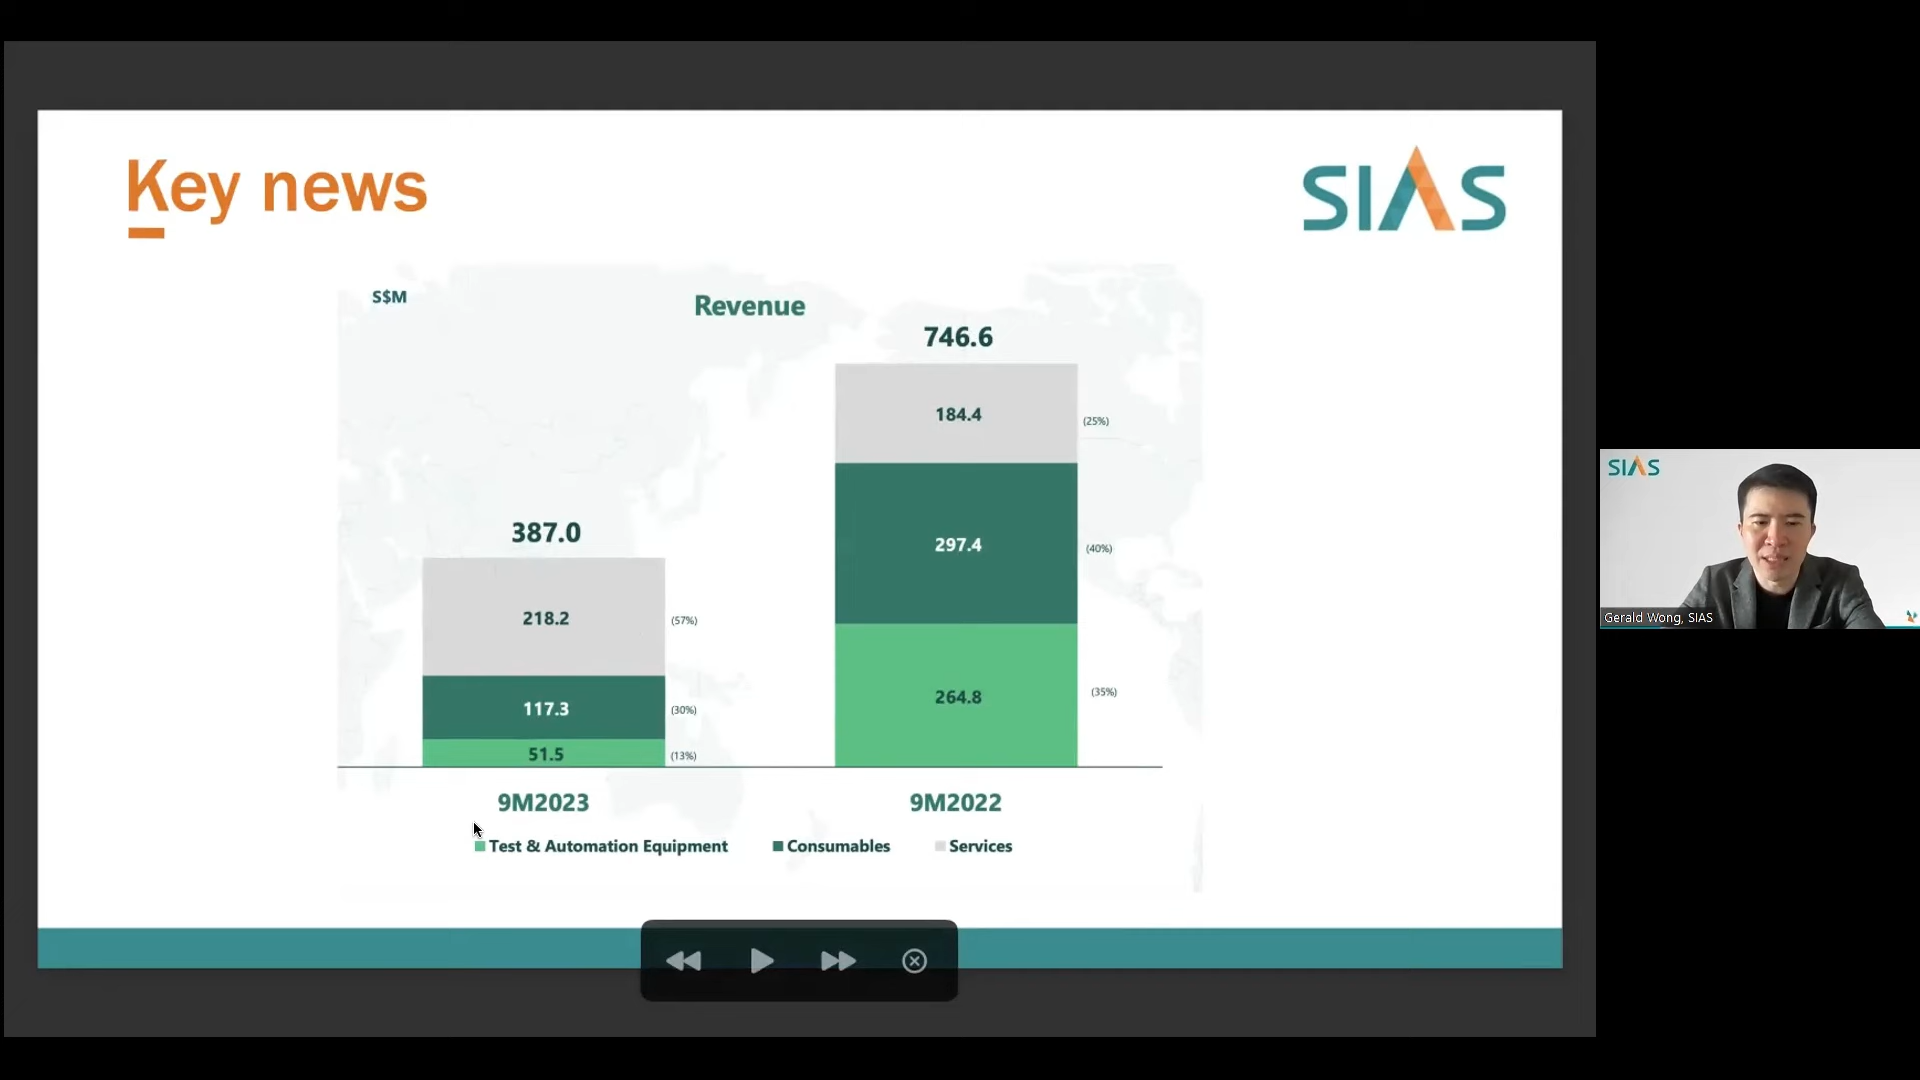 Key news
SIAS
S$M
Revenue
746.6
184.4
(25%)
297.4
(40%)
264.8
(35%)
387.0
218.2
(57%)
117.3
(30%)
51.5
(13%)
9M2023
9M2022
Test & Automation Equipment
Consumables
Services
SIAS
Gerald Wong, SIAS